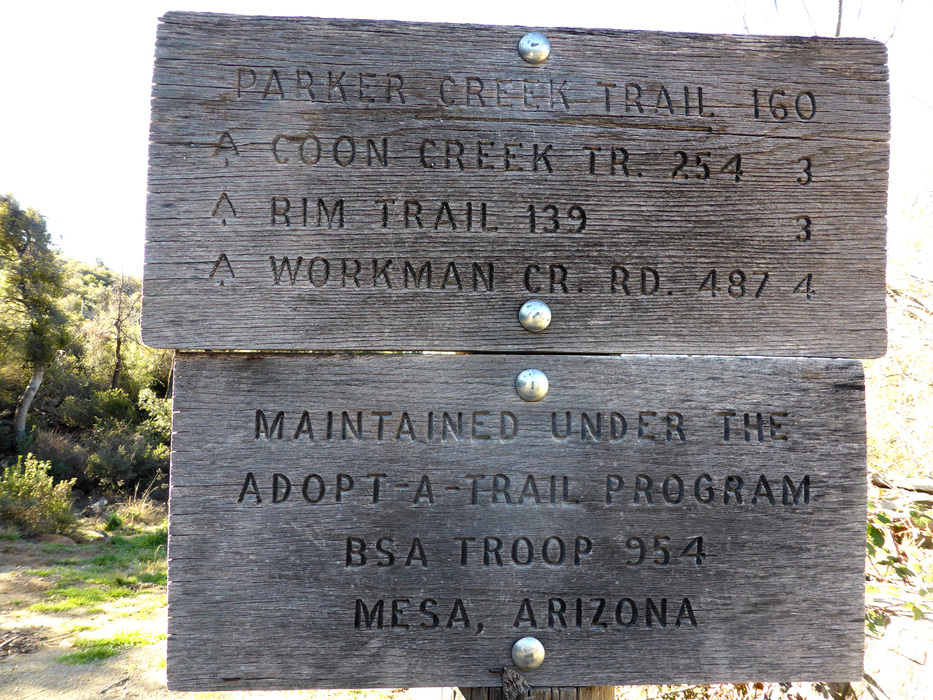 PARKER CREEK TRAIL 160
COON CREEK TR. 254 3
RIM TRAIL 139 3
WORKMAN CR. RD. 487 4
MAINTAINED UNDER THE
ADOPT-A-TRAIL PROGRAM
BSA TROOP 954
MESA, ARIZONA